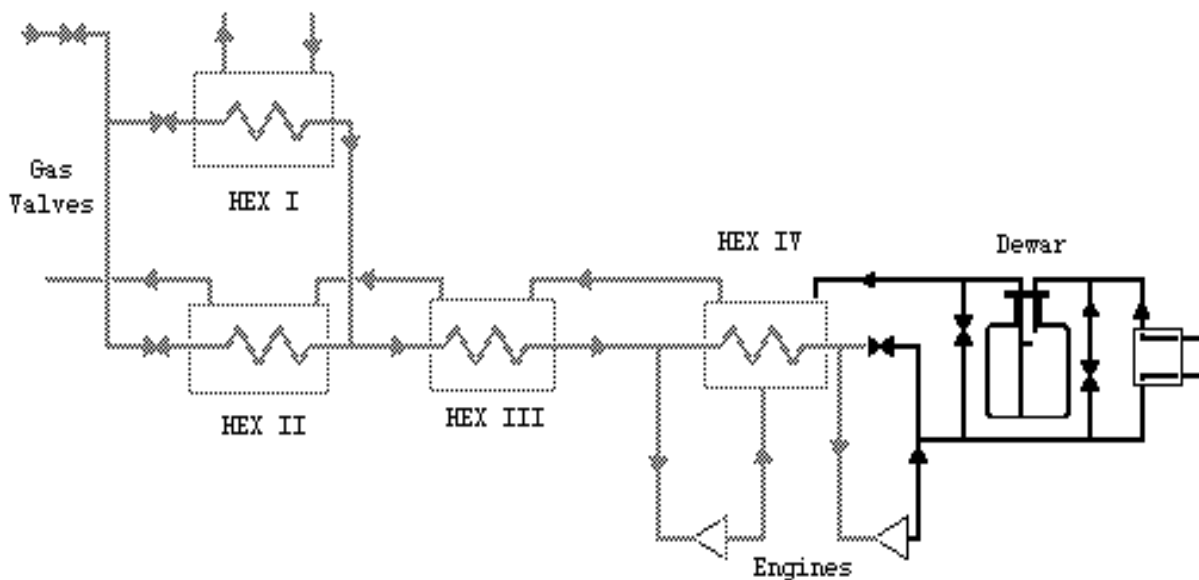 Gas
Valves
HEX I
HEX II
HEX III
HEX IV
Dewar
Engines